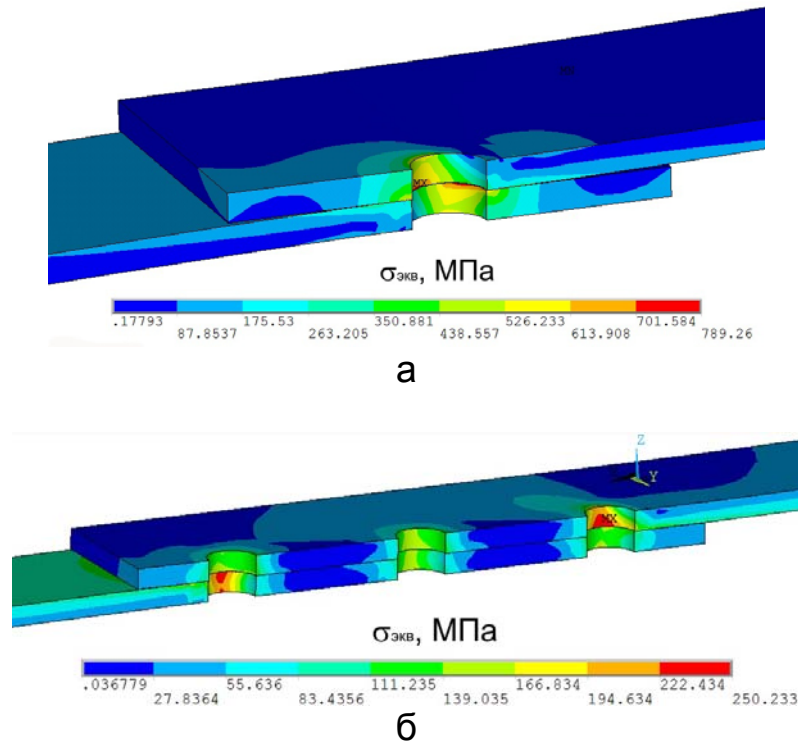 MX
σэкв, МПа
.17793 175.53 350.881 526.233 701.584
87.8537 263.205 438.557 613.908 789.26
а
Z
Y
MX
σэкв, МПа
.036779 55.636 111.235 166.834 222.434
27.8364 83.4356 139.035 194.634 250.233
б